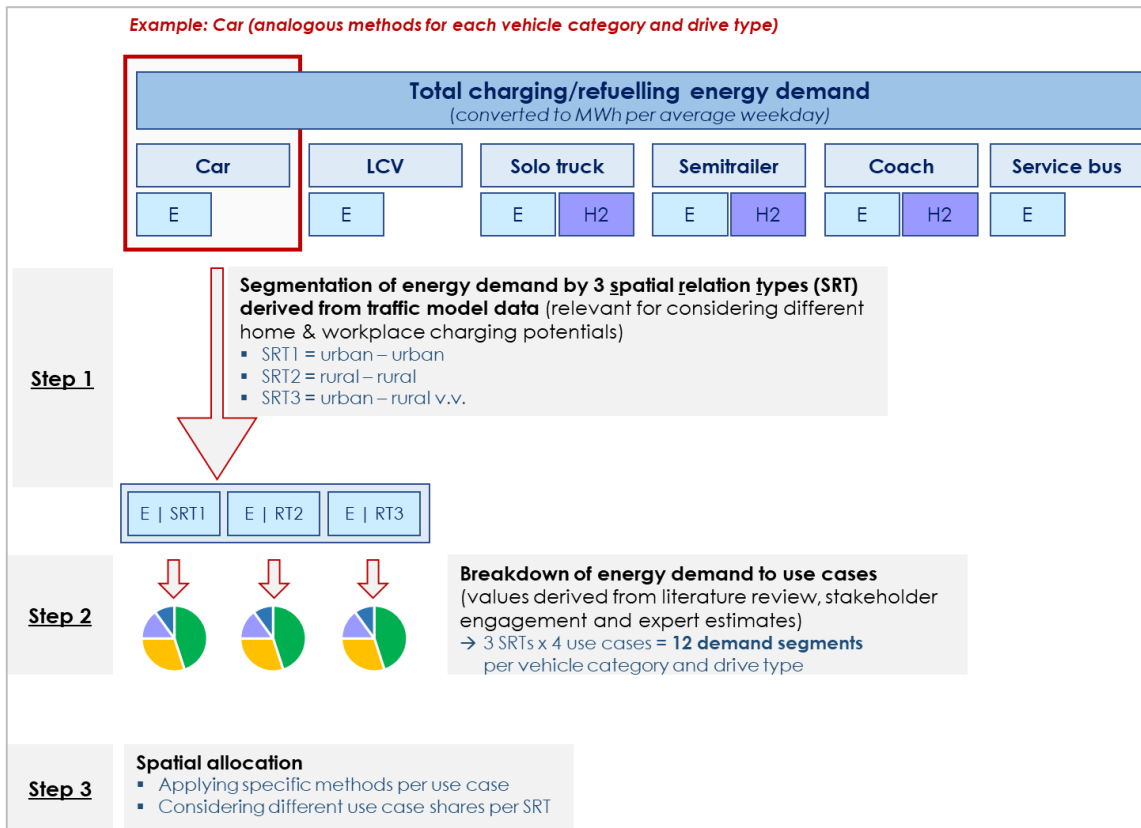 Example: Car (analogous methods for each vehicle category and drive type)
Total charging/refuelling energy demand
(converted to MWh per average weekday)
Car
LCV
Solo truck
Semitrailer
Coach
Service bus
E
E
E
H2
E
H2
E
H2
E
Step 1
Segmentation of energy demand by 3 spatial relation types (SRT)
derived from traffic model data (relevant for considering different
home & workplace charging potentials)
▪ SRT1 = urban – urban
▪ SRT2 = rural – rural
▪ SRT3 = urban – rural v.v.
E | SRT1
E | RT2
E | RT3
Step 2
Breakdown of energy demand to use cases
(values derived from literature review, stakeholder
engagement and expert estimates)
→ 3 SRTs x 4 use cases = 12 demand segments
per vehicle category and drive type
Step 3
Spatial allocation
▪ Applying specific methods per use case
▪ Considering different use case shares per SRT